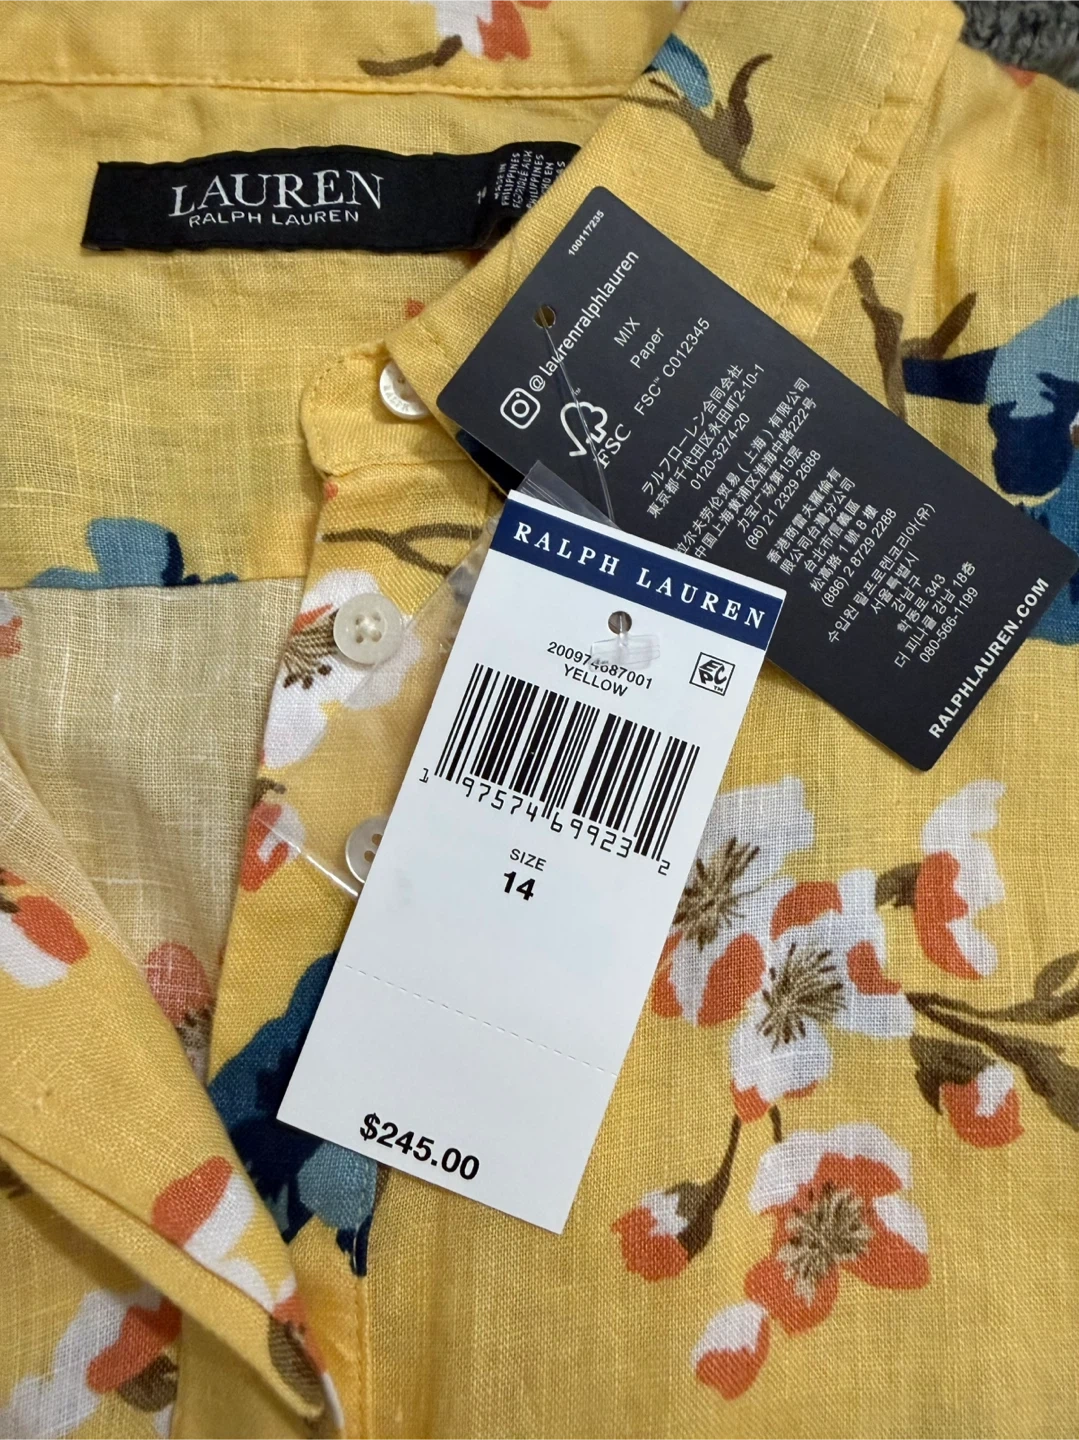 LAUREN
RALPH LAUREN
14
MADE IN
PHILIPPINES
100117235
@laurenralphlauren
MIX
Paper
FSC™ C012345
FSC
ラルフローレン合同会社
東京都千代田区永田町2-10-1
0120-3274-20
拉尔夫劳伦贸易（上海）有限公司
中国上海黄浦区淮海中路222号
力宝广场第15层
(86) 21 2329 2688
香港商雷夫羅倫有
限公司台灣分公司
台北市信義區
松高路 1 號 8 樓
(886) 2 8729 2288
수입원 랄프로렌코리아(유)
서울특별시
강남구
학동로 343
더 피나클 강남 18층
080-566-1199
RALPHLAUREN.COM
RALPH LAUREN
200974687001
YELLOW
1 97574 69923 2
SIZE
14
$245.00